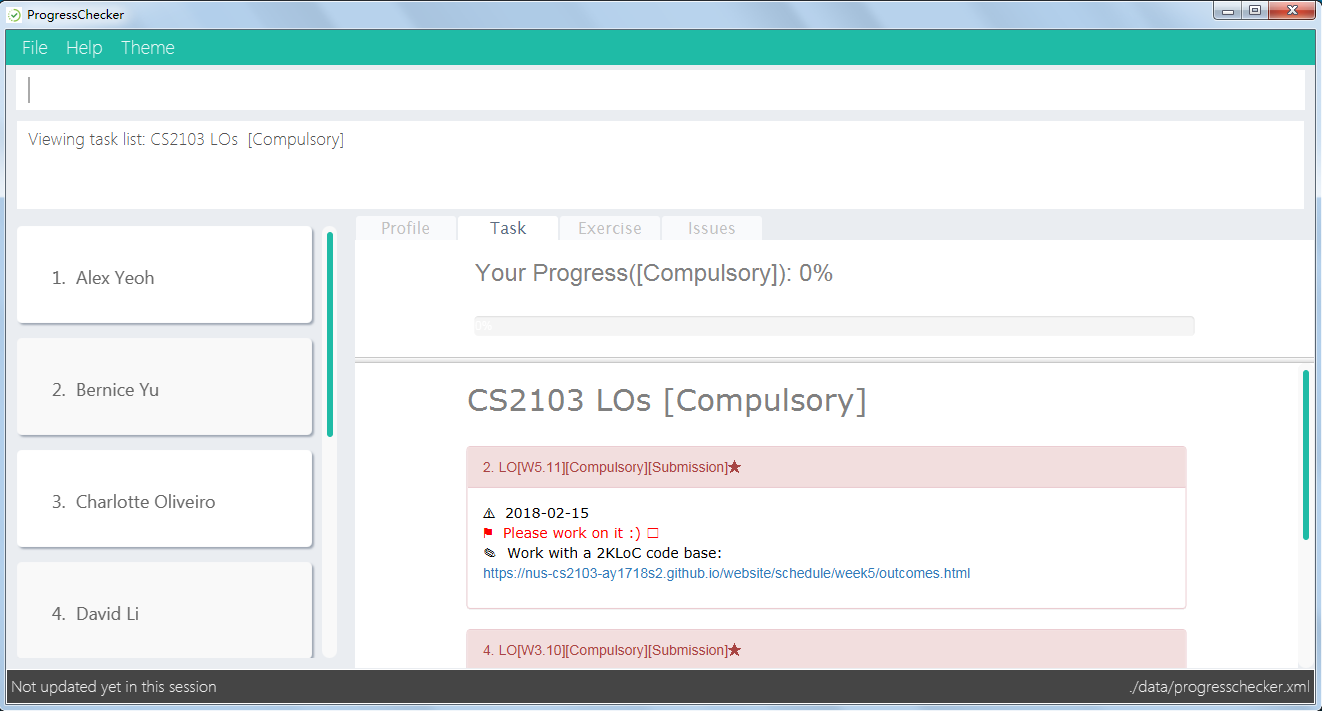 ProgressChecker
File Help Theme
Viewing task list: CS2103 LOs [Compulsory]
1. Alex Yeoh
2. Bernice Yu
3. Charlotte Oliveiro
4. David Li
Profile Task Exercise Issues
Your Progress([Compulsory]): 0%
0%
CS2103 LOs [Compulsory]
2. LO[W5.11][Compulsory][Submission]★
⚠ 2018-02-15
⚑ Please work on it :) ☐
✎ Work with a 2KLoC code base:
https://nus-cs2103-ay1718s2.github.io/website/schedule/week5/outcomes.html
4. LO[W3.10][Compulsory][Submission]★
Not updated yet in this session
./data/progresschecker.xml